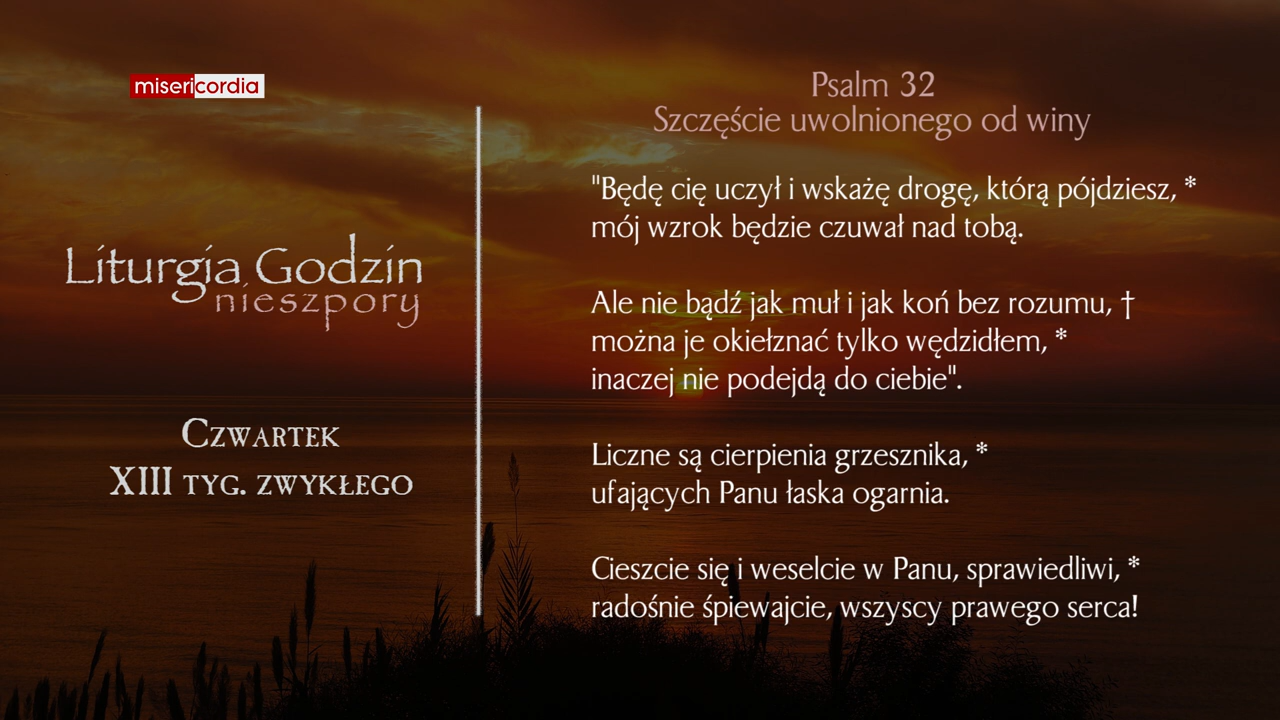 misericordia
Liturgia Godzin
nieszpory
Czwartek
XIII tyg. zwykłego
Psalm 32
Szczęście uwolnionego od winy
"Będę cię uczył i wskażę drogę, którą pójdziesz, *
mój wzrok będzie czuwał nad tobą.
Ale nie bądź jak muł i jak koń bez rozumu, †
można je okiełznać tylko wędzidłem, *
inaczej nie podejdą do ciebie".
Liczne są cierpienia grzesznika, *
ufających Panu łaska ogarnia.
Cieszcie się i weselcie w Panu, sprawiedliwi, *
radośnie śpiewajcie, wszyscy prawego serca!